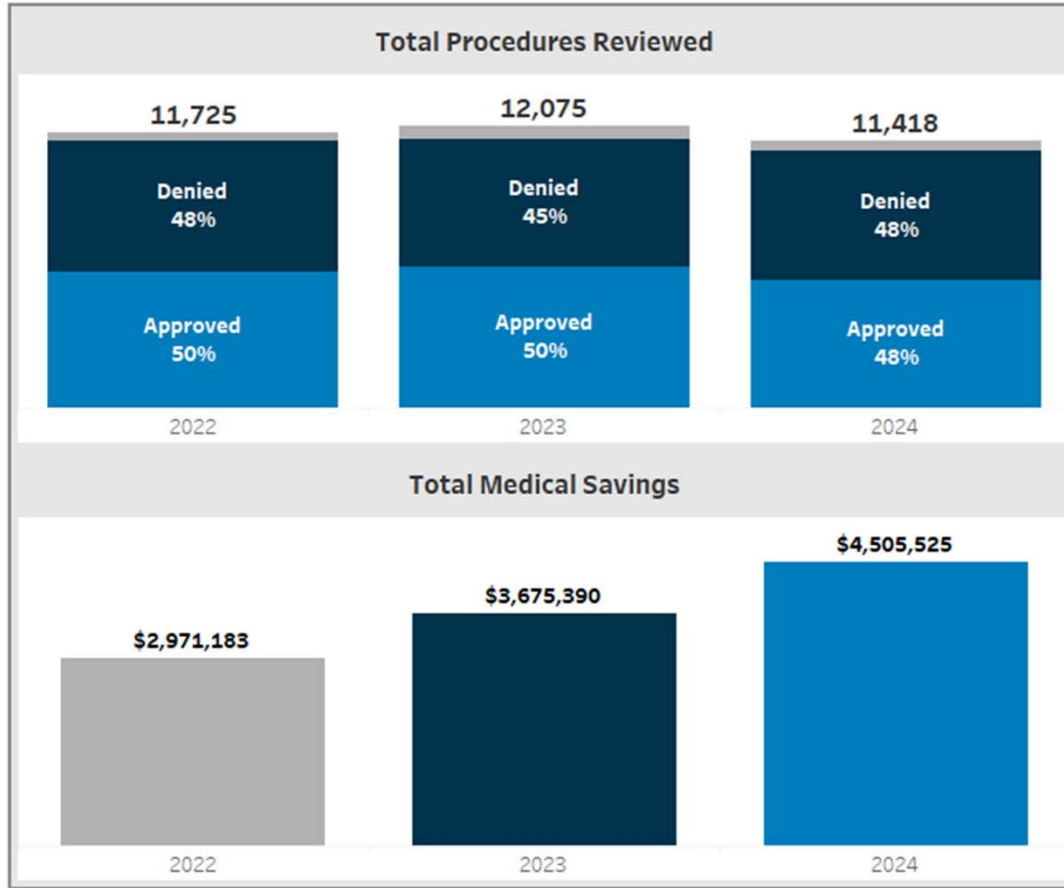 Total Procedures Reviewed
11,725
12,075
11,418
Denied
48%
Denied
45%
Denied
48%
Approved
50%
Approved
50%
Approved
48%
2022
2023
2024
Total Medical Savings
$2,971,183
$3,675,390
$4,505,525
2022
2023
2024